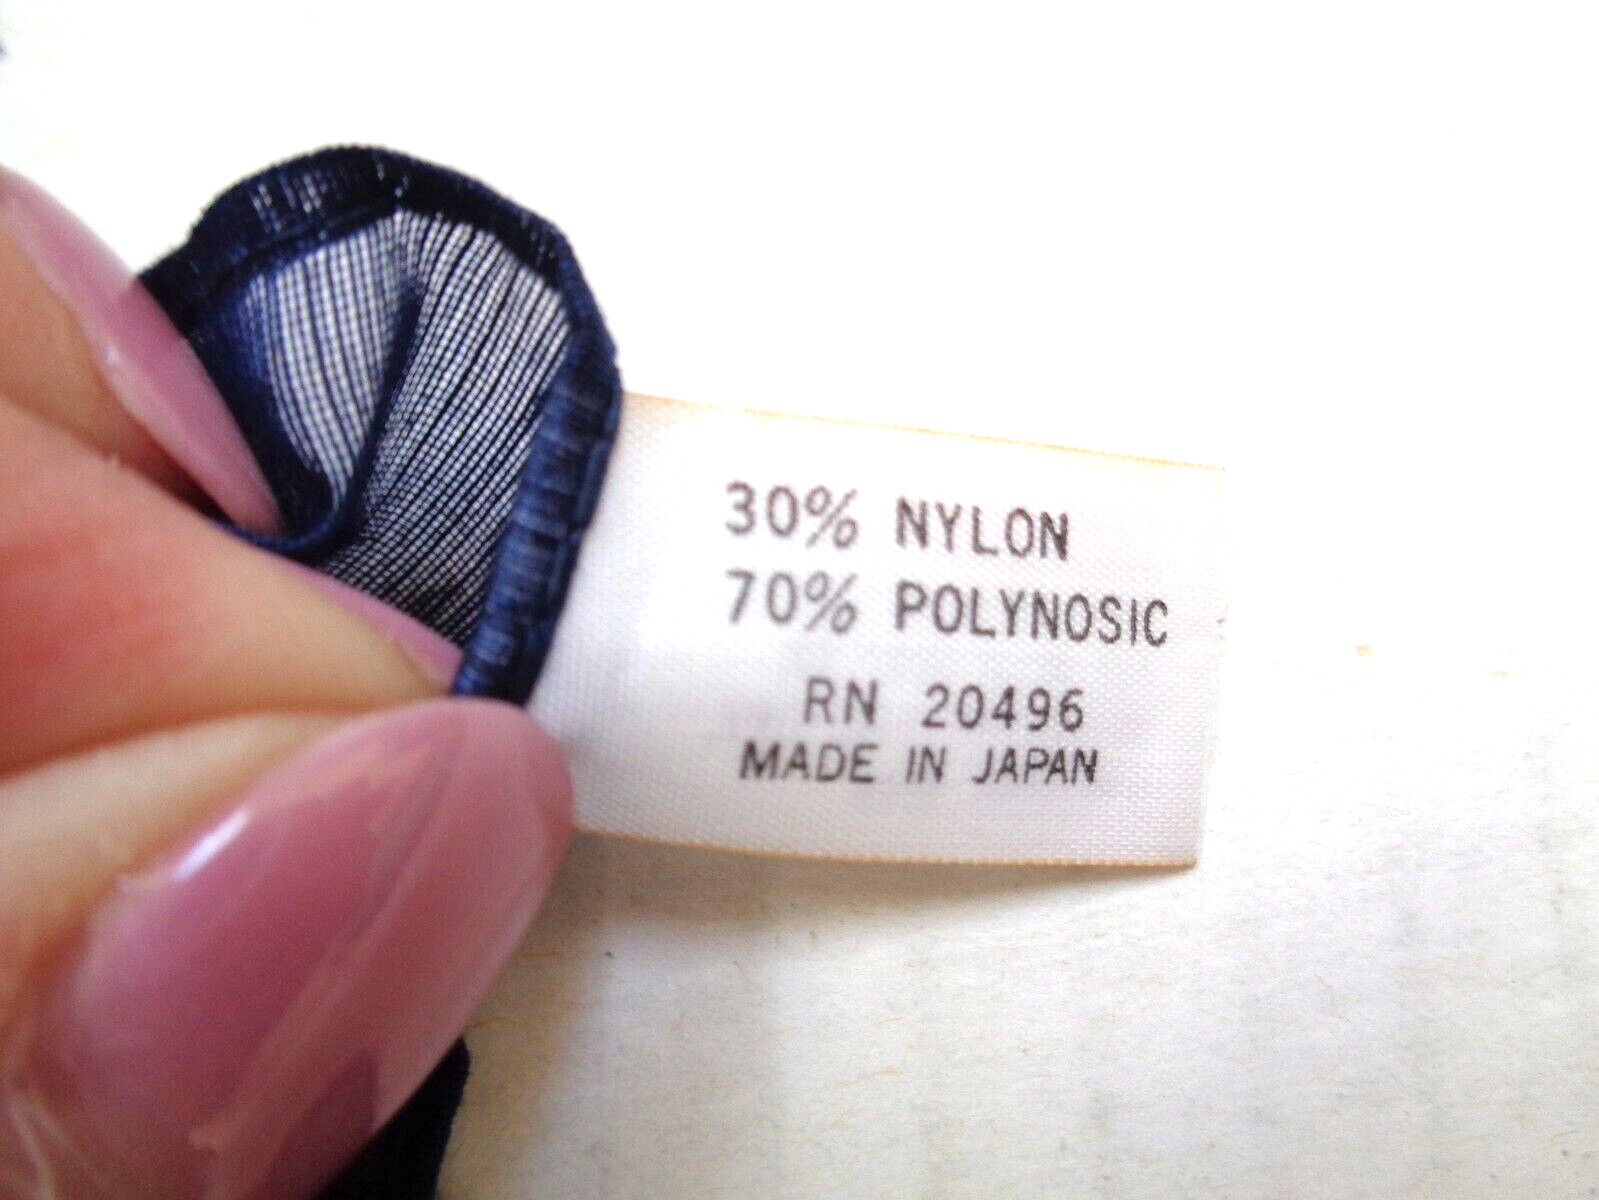 30% NYLON
70% POLYNOSIC
RN 20496
MADE IN JAPAN